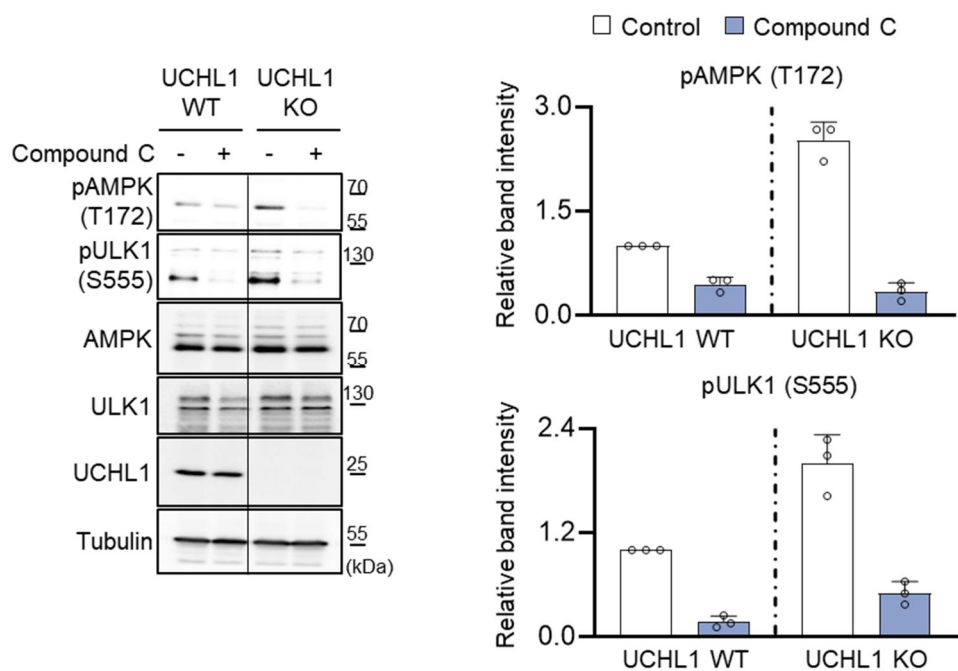 Control Compound C
UCHL1 UCHL1
WT KO
Compound C - + - +
pAMPK
(T172)
70
55
pULK1
(S555)
130
AMPK
70
55
ULK1
130
UCHL1
25
Tubulin
55
(kDa)
pAMPK (T172)
Relative band intensity
3.0
1.5
0.0
UCHL1 WT UCHL1 KO
pULK1 (S555)
Relative band intensity
2.4
1.2
0.0
UCHL1 WT UCHL1 KO